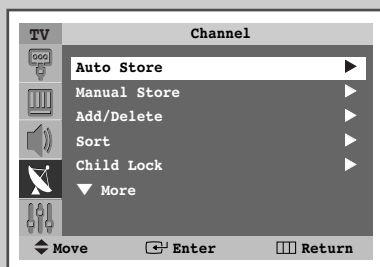 TV Channel
Auto Store
Manual Store
Add/Delete
Sort
Child Lock
More
Move Enter Return